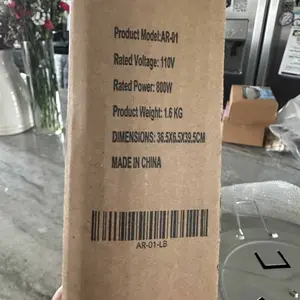 Product Model:AR-01
Rated Voltage: 110V
Rated Power: 800W
Product Weight: 1.6 KG
DIMENSIONS: 36.5X6.5X39.5CM
MADE IN CHINA
AR-01-LB